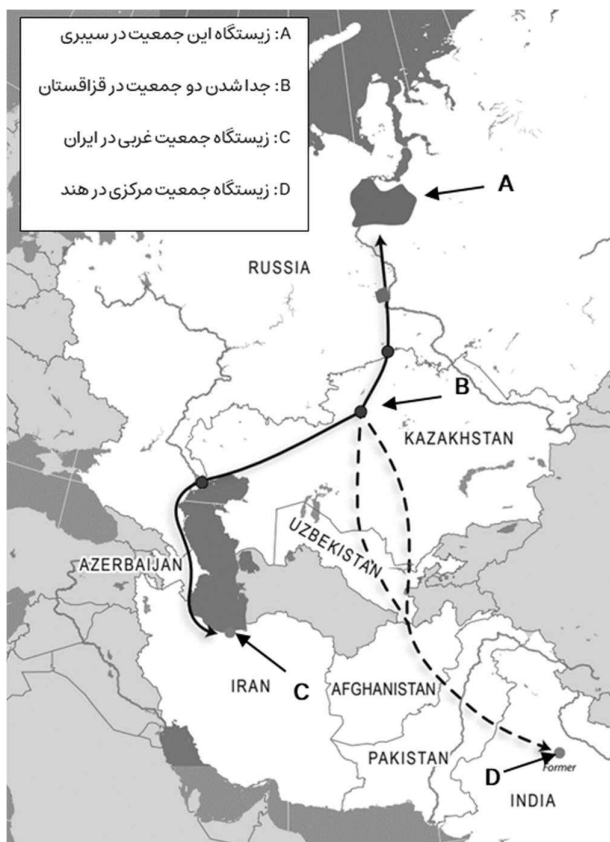 A: زیستگاه این جمعیت در سیبری
B: جدا شدن دو جمعیت در قزاقستان
C: زیستگاه جمعیت غربی در ایران
D: زیستگاه جمعیت مرکزی در هند
A
RUSSIA
B
KAZAKHSTAN
UZBEKISTAN
AZERBAIJAN
IRAN
C
AFGHANISTAN
PAKISTAN
D
Former
INDIA